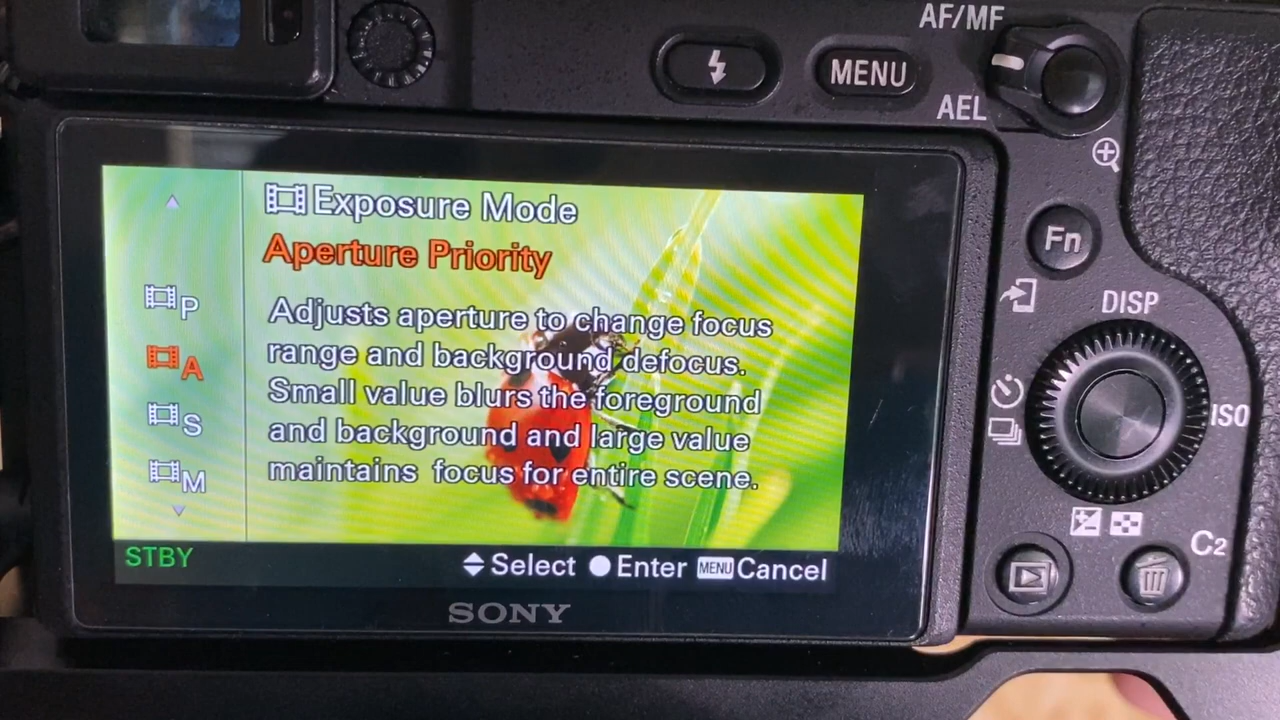 AF/MF
MENU
AEL
Exposure Mode
Aperture Priority
Adjusts aperture to change focus
range and background defocus.
Small value blurs the foreground
and background and large value
maintains focus for entire scene.
P
A
S
M
STBY
Select Enter MENU Cancel
SONY
Fn
DISP
ISO
C2